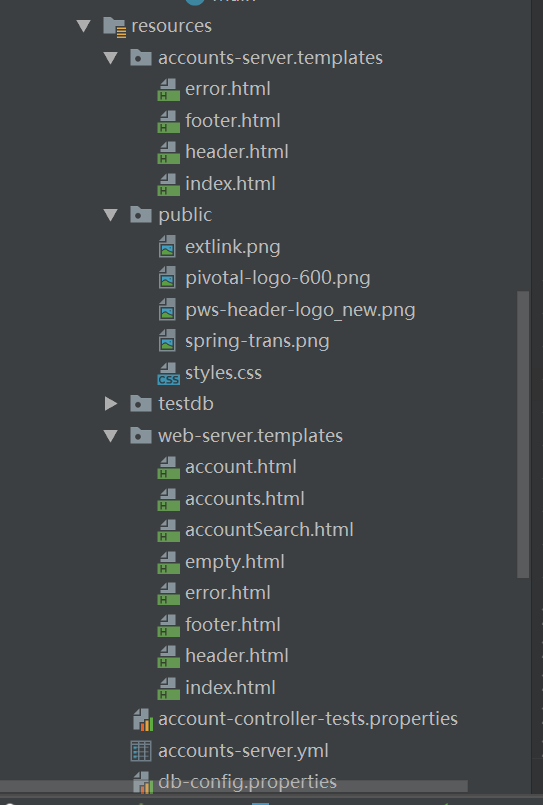 main
resources
accounts-server.templates
error.html
footer.html
header.html
index.html
public
extlink.png
pivotal-logo-600.png
pws-header-logo_new.png
spring-trans.png
styles.css
testdb
web-server.templates
account.html
accounts.html
accountSearch.html
empty.html
error.html
footer.html
header.html
index.html
account-controller-tests.properties
accounts-server.yml
db-config.properties